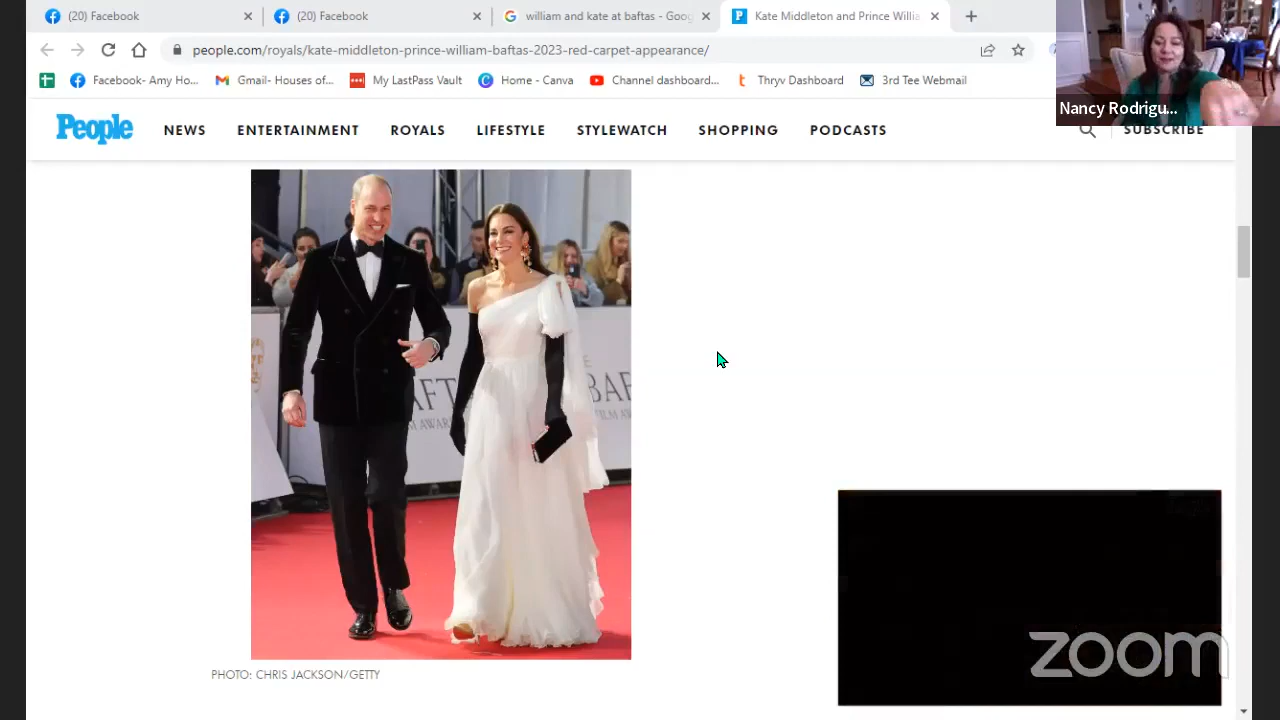 (20) Facebook
(20) Facebook
william and kate at baftas - Goog
Kate Middleton and Prince Willia
people.com/royals/kate-middleton-prince-william-baftas-2023-red-carpet-appearance/
Facebook- Amy Ho...
Gmail- Houses of...
My LastPass Vault
Home - Canva
Channel dashboard...
Thryv Dashboard
3rd Tee Webmail
Nancy Rodrigu...
People
NEWS
ENTERTAINMENT
ROYALS
LIFESTYLE
STYLEWATCH
SHOPPING
PODCASTS
SUBSCRIBE
PHOTO: CHRIS JACKSON/GETTY
zoom